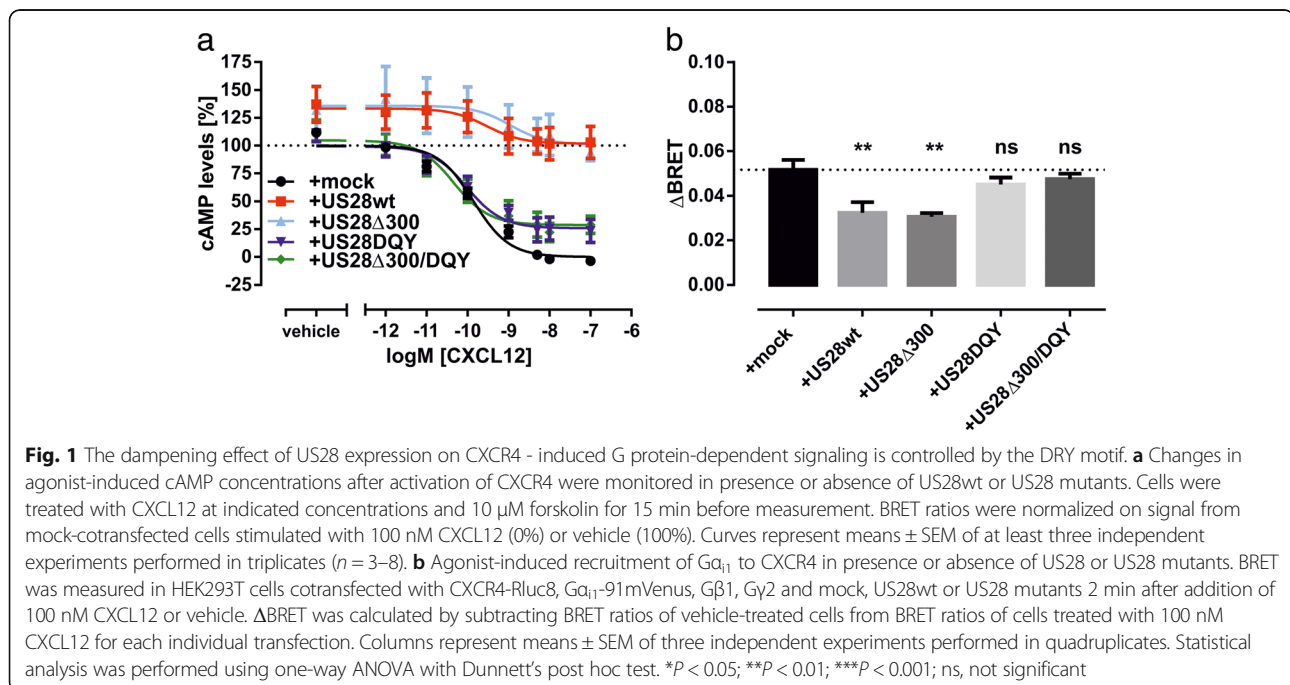 a
175
150
125
100
75
50
25
0
-25
cAMP levels [%]
+mock
+US28wt
+US28Δ300
+US28DQY
+US28Δ300/DQY
vehicle
-12 -11 -10 -9 -8 -7 -6
logM [CXCL12]
b
0.10
0.08
0.06
0.04
0.02
0.00
ΔBRET
** ** ns ns
+mock
+US28wt
+US28Δ300
+US28DQY
+US28Δ300/DQY
Fig. 1 The dampening effect of US28 expression on CXCR4 - induced G protein-dependent signaling is controlled by the DRY motif. a Changes in
agonist-induced cAMP concentrations after activation of CXCR4 were monitored in presence or absence of US28wt or US28 mutants. Cells were
treated with CXCL12 at indicated concentrations and 10 μM forskolin for 15 min before measurement. BRET ratios were normalized on signal from
mock-cotransfected cells stimulated with 100 nM CXCL12 (0%) or vehicle (100%). Curves represent means ± SEM of at least three independent
experiments performed in triplicates (n = 3–8). b Agonist-induced recruitment of Gαi1 to CXCR4 in presence or absence of US28 or US28 mutants. BRET
was measured in HEK293T cells cotransfected with CXCR4-Rluc8, Gαi1-91mVenus, Gβ1, Gγ2 and mock, US28wt or US28 mutants 2 min after addition of
100 nM CXCL12 or vehicle. ΔBRET was calculated by subtracting BRET ratios of vehicle-treated cells from BRET ratios of cells treated with 100 nM
CXCL12 for each individual transfection. Columns represent means ± SEM of three independent experiments performed in quadruplicates. Statistical
analysis was performed using one-way ANOVA with Dunnett's post hoc test. *P < 0.05; **P < 0.01; ***P < 0.001; ns, not significant